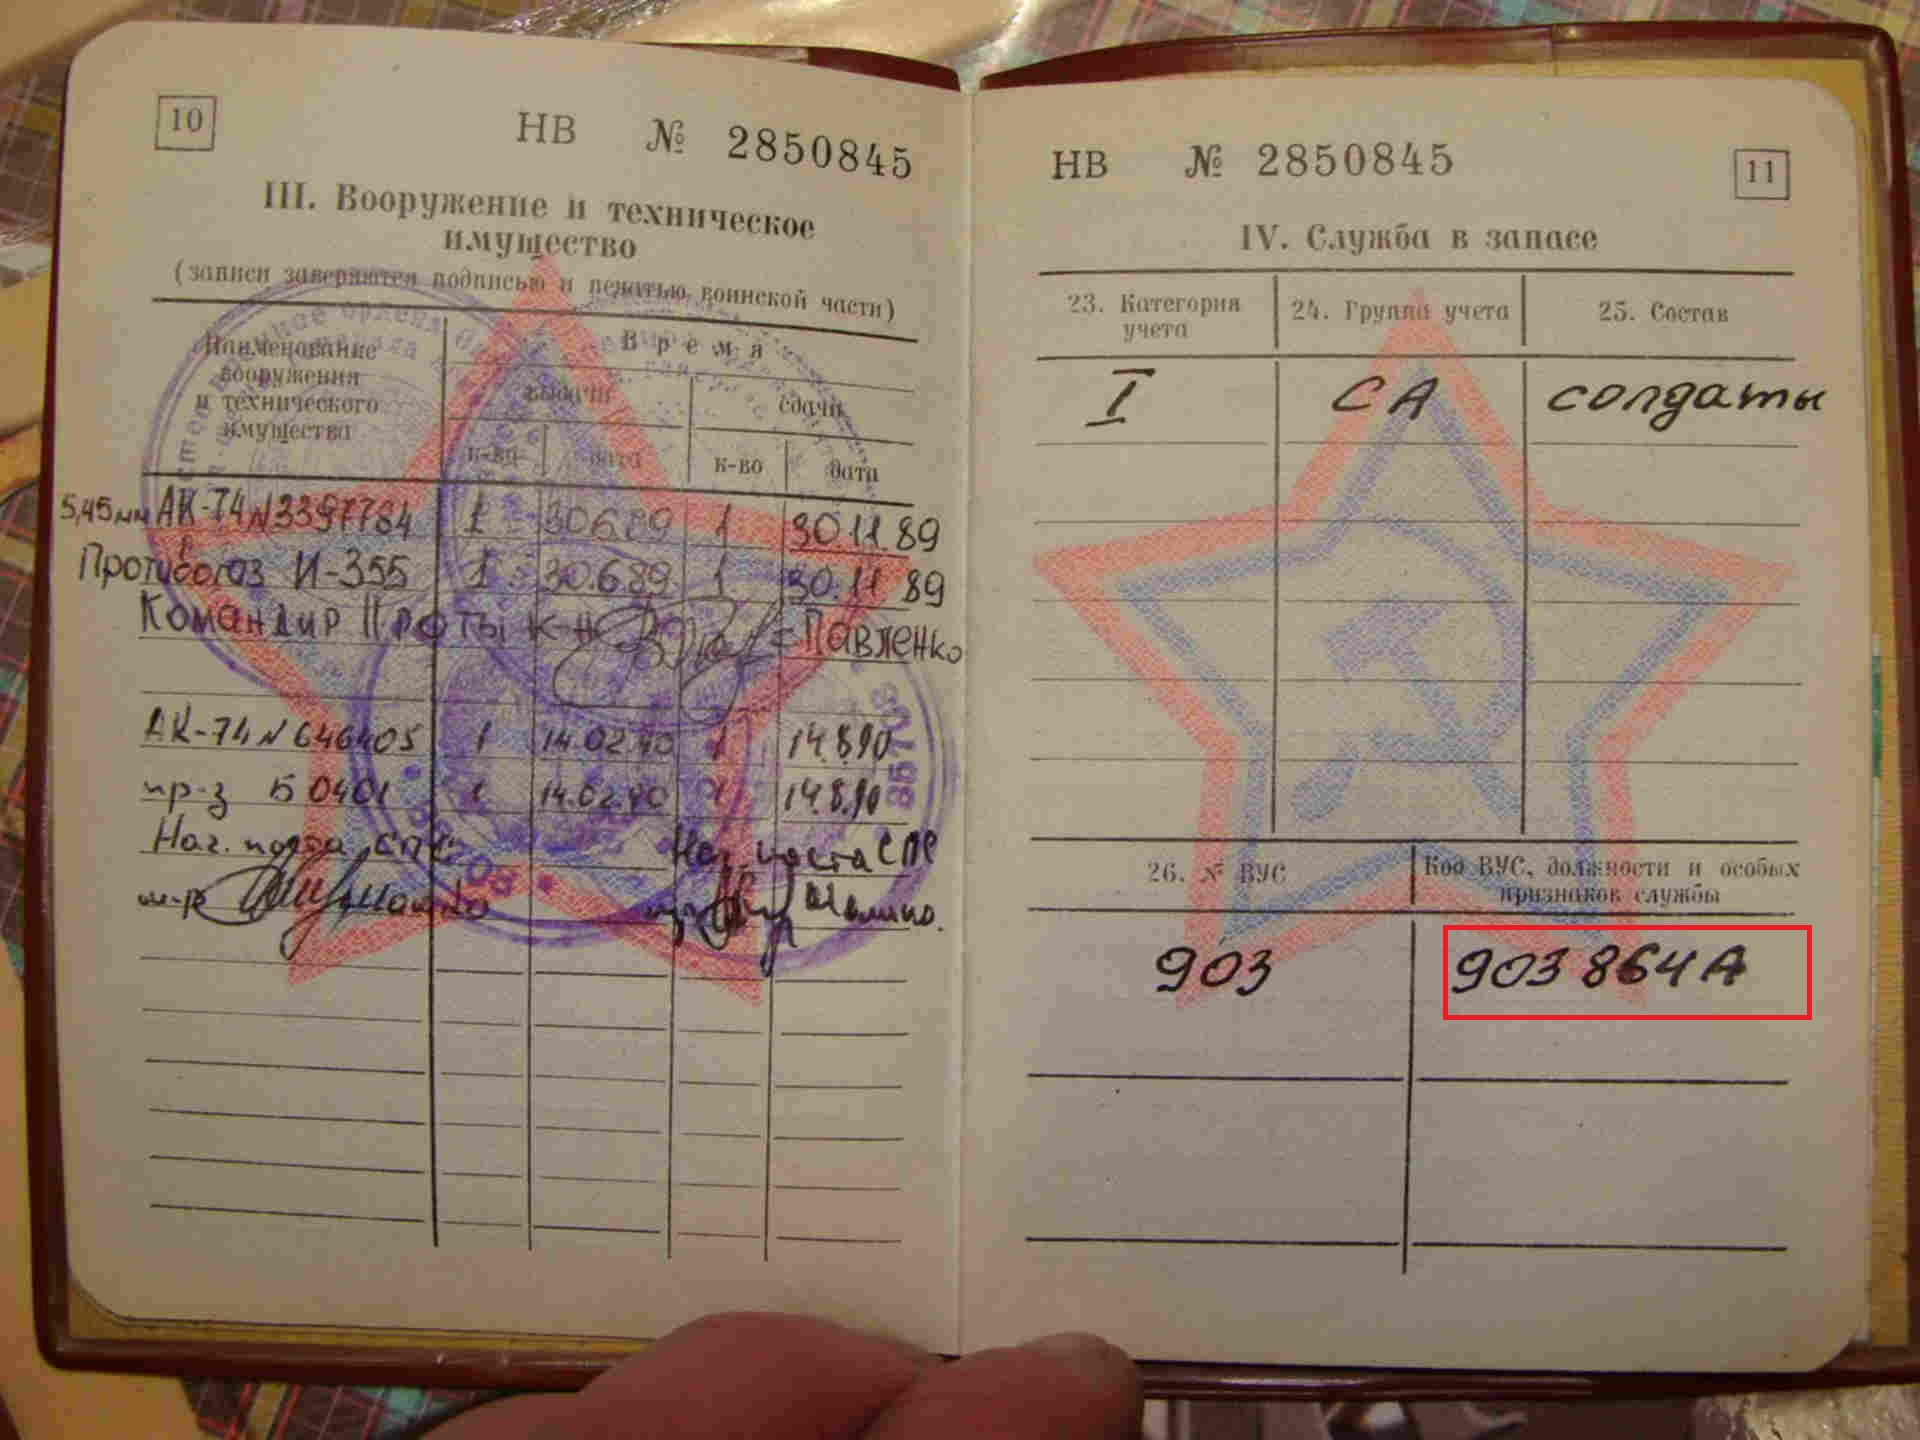 10
НВ № 2850845
III. Вооружение и техническое
имущество
(записи заверяются подписью и печатью воинской части)
Наименование
вооружения
и технического
имущества
Время
выдачи
сдачи
к-во
дата
к-во
дата
5,45мм АК-74 N3397764 1 30.6.89 1 30.11.89
Противогаз И-355 1 30.6.89 1 30.11.89
Командир Проты к-н Павленко
АК-74 N 646405 1 14.02.90 1 14.8.90
пр-з Б0401 1 14.02.90 1 14.8.90
Нач. поста СПС Нач. поста СПС
м-р
НВ № 2850845
11
IV. Служба в запасе
23. Категория
учета
24. Группа учета
25. Состав
I СА солдаты
26. № ВУС
Код ВУС, должности и особых
признаков службы
903 903 864А